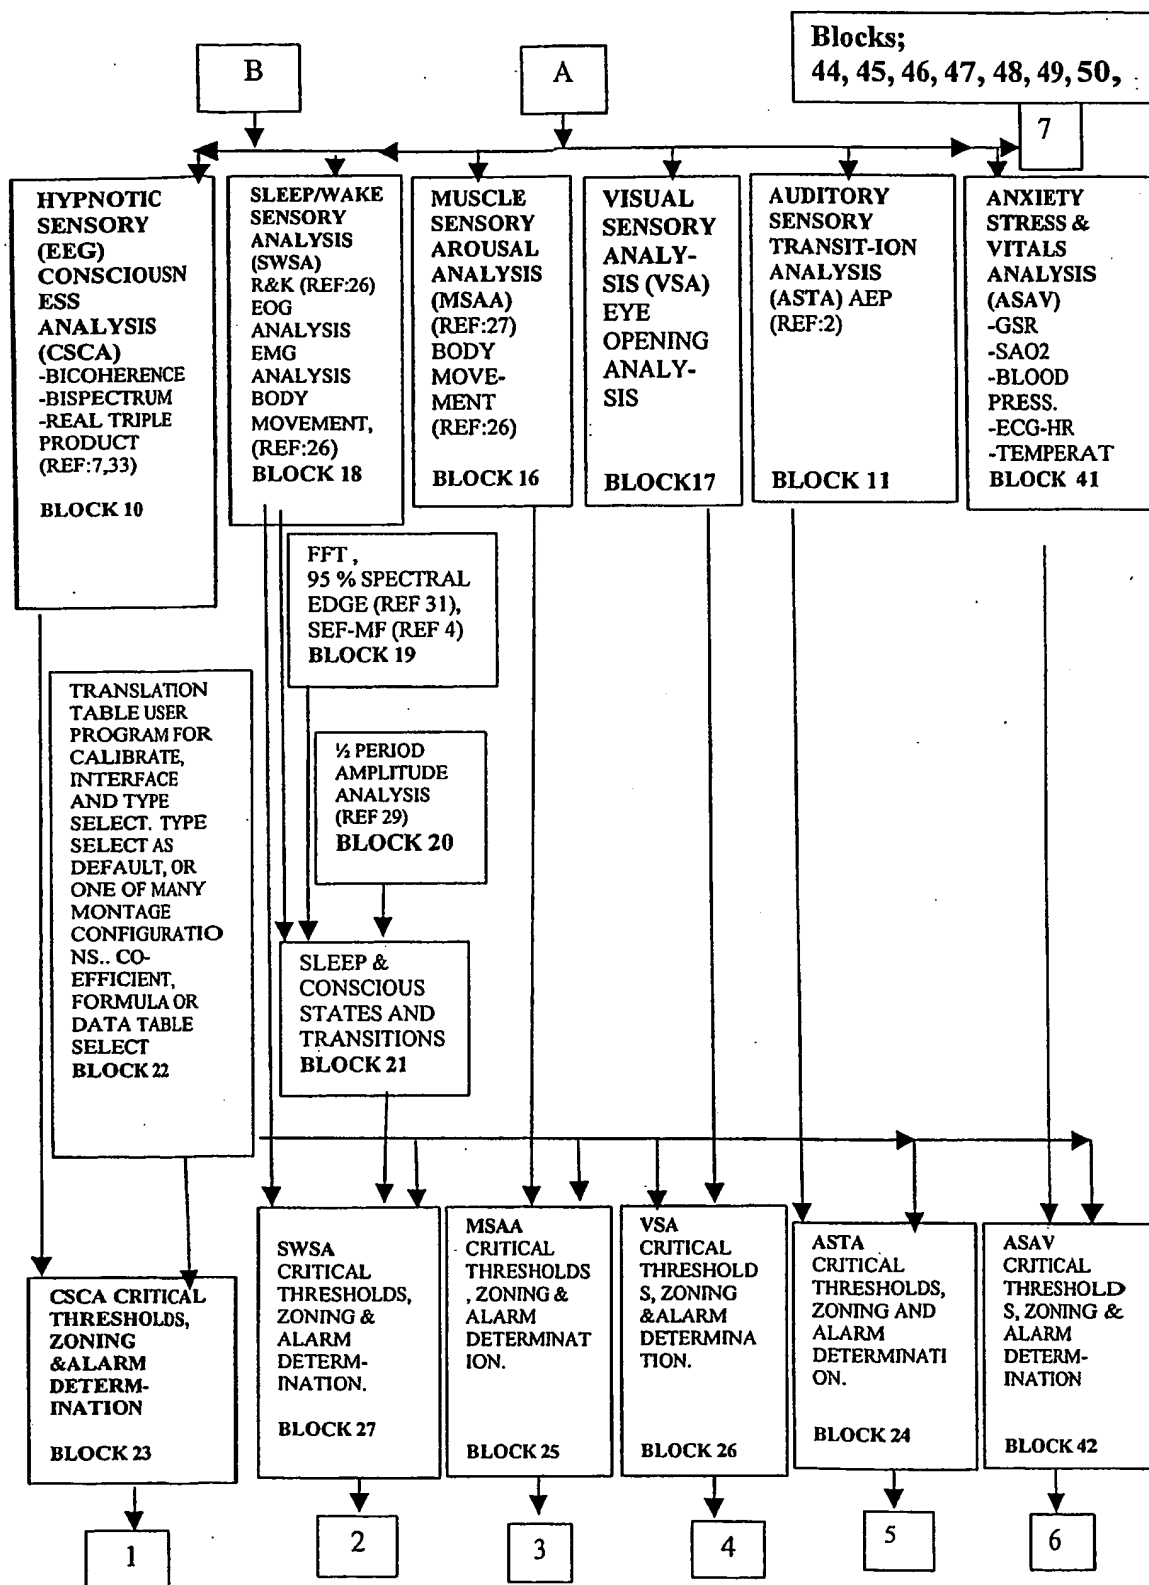 B
A
Blocks;
44, 45, 46, 47, 48, 49, 50,
7
HYPNOTIC
SENSORY
(EEG)
CONSCIOUSN
ESS
ANALYSIS
(CSCA)
-BICOHERENCE
-BISPECTRUM
-REAL TRIPLE
PRODUCT
(REF:7,33)
BLOCK 10
SLEEP/WAKE
SENSORY
ANALYSIS
(SWSA)
R&K (REF:26)
EOG
ANALYSIS
EMG
ANALYSIS
BODY
MOVEMENT,
(REF:26)
BLOCK 18
MUSCLE
SENSORY
AROUSAL
ANALYSIS
(MSAA)
(REF:27)
BODY
MOVE-
MENT
(REF:26)
BLOCK 16
VISUAL
SENSORY
ANALY-
SIS (VSA)
EYE
OPENING
ANALY-
SIS
BLOCK17
AUDITORY
SENSORY
TRANSIT-ION
ANALYSIS
(ASTA) AEP
(REF:2)
BLOCK 11
ANXIETY
STRESS &
VITALS
ANALYSIS
(ASAV)
-GSR
-SAO2
-BLOOD
PRESS.
-ECG-HR
-TEMPERAT
BLOCK 41
FFT ,
95 % SPECTRAL
EDGE (REF 31),
SEF-MF (REF 4)
BLOCK 19
TRANSLATION
TABLE USER
PROGRAM FOR
CALIBRATE,
INTERFACE
AND TYPE
SELECT. TYPE
SELECT AS
DEFAULT, OR
ONE OF MANY
MONTAGE
CONFIGURATIO
NS.. CO-
EFFICIENT,
FORMULA OR
DATA TABLE
SELECT
BLOCK 22
½ PERIOD
AMPLITUDE
ANALYSIS
(REF 29)
BLOCK 20
SLEEP &
CONSCIOUS
STATES AND
TRANSITIONS
BLOCK 21
CSCA CRITICAL
THRESHOLDS,
ZONING
&ALARM
DETERM-
INATION
BLOCK 23
SWSA
CRITICAL
THRESHOLDS,
ZONING &
ALARM
DETERM-
INATION.
BLOCK 27
MSAA
CRITICAL
THRESHOLDS
, ZONING &
ALARM
DETERMINAT
ION.
BLOCK 25
VSA
CRITICAL
THRESHOLD
S, ZONING
&ALARM
DETERMINA
TION.
BLOCK 26
ASTA
CRITICAL
THRESHOLDS,
ZONING AND
ALARM
DETERMINATI
ON.
BLOCK 24
ASAV
CRITICAL
THRESHOLD
S, ZONING &
ALARM
DETERM-
INATION
BLOCK 42
1
2
3
4
5
6